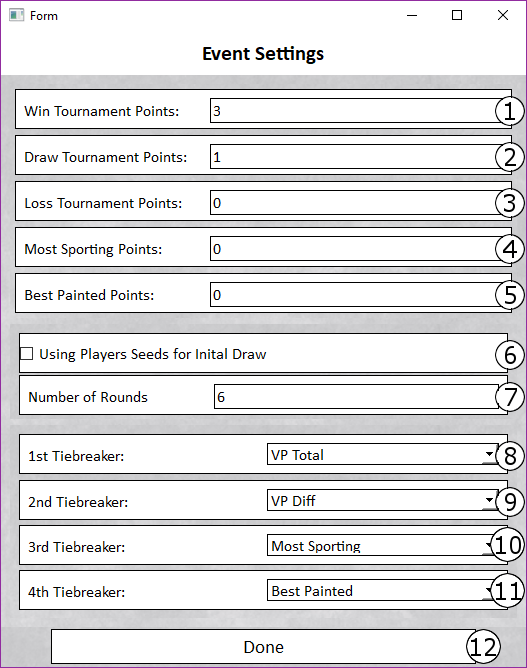 Form
Event Settings
Win Tournament Points: 3 1
Draw Tournament Points: 1 2
Loss Tournament Points: 0 3
Most Sporting Points: 0 4
Best Painted Points: 0 5
Using Players Seeds for Inital Draw 6
Number of Rounds 6 7
1st Tiebreaker: VP Total 8
2nd Tiebreaker: VP Diff 9
3rd Tiebreaker: Most Sporting 10
4th Tiebreaker: Best Painted 11
Done 12